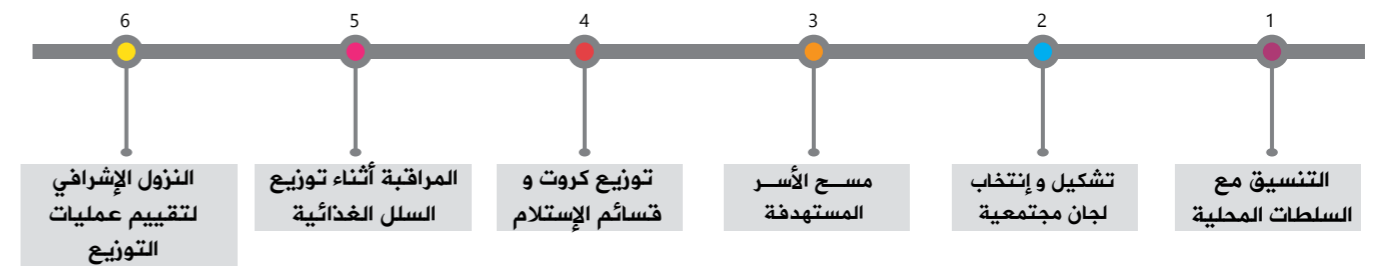 1
التنسيق مع
السلطات المحلية
2
تشكيل و إنتخاب
لجان مجتمعية
3
مســح الأســر
المستهدفة
4
توزيع كروت و
قسائم الإستلام
5
المراقبة أثناء توزيع
السلل الغذائية
6
النزول الإشرافي
لتقييم عمليات
التوزيع